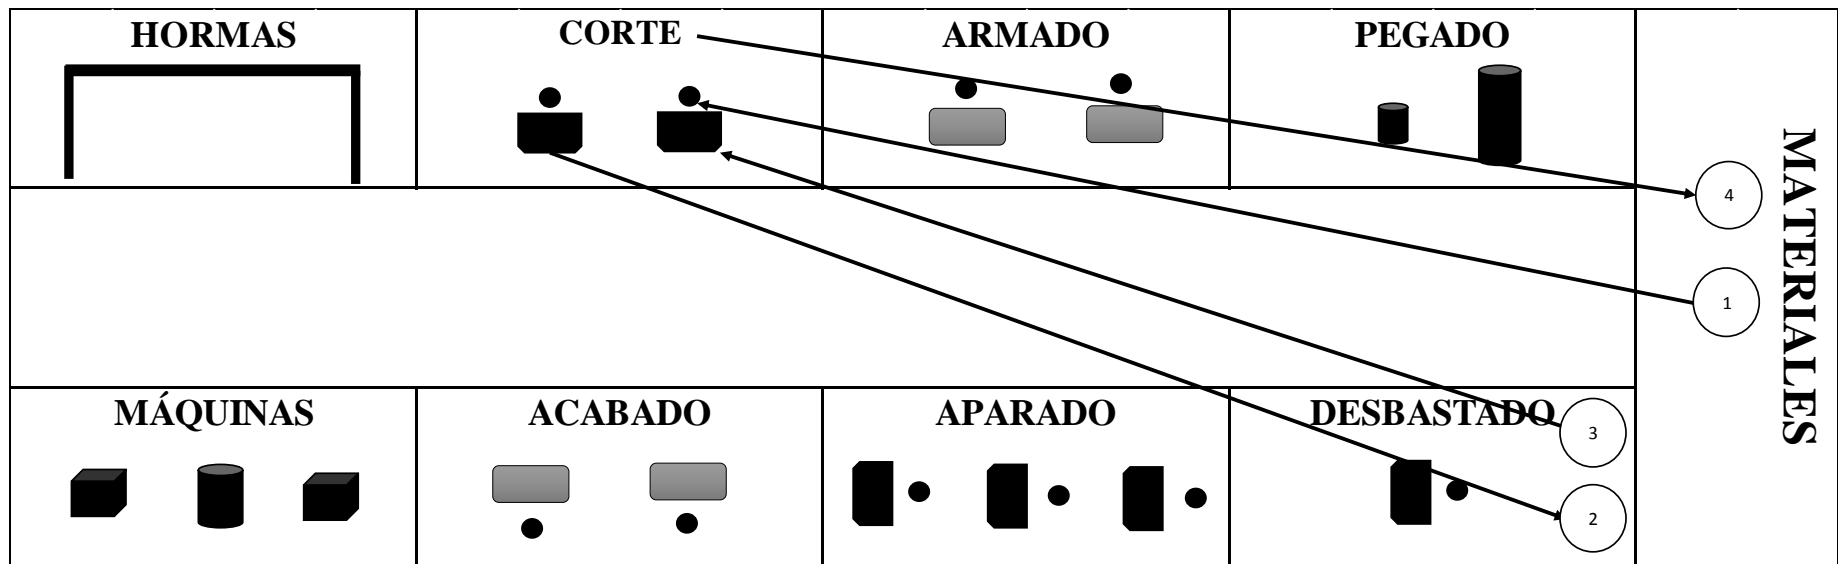 HORMAS
CORTE
ARMADO
PEGADO
MATERIALES
4
1
MÁQUINAS
ACABADO
APARADO
DESBASTADO
3
2